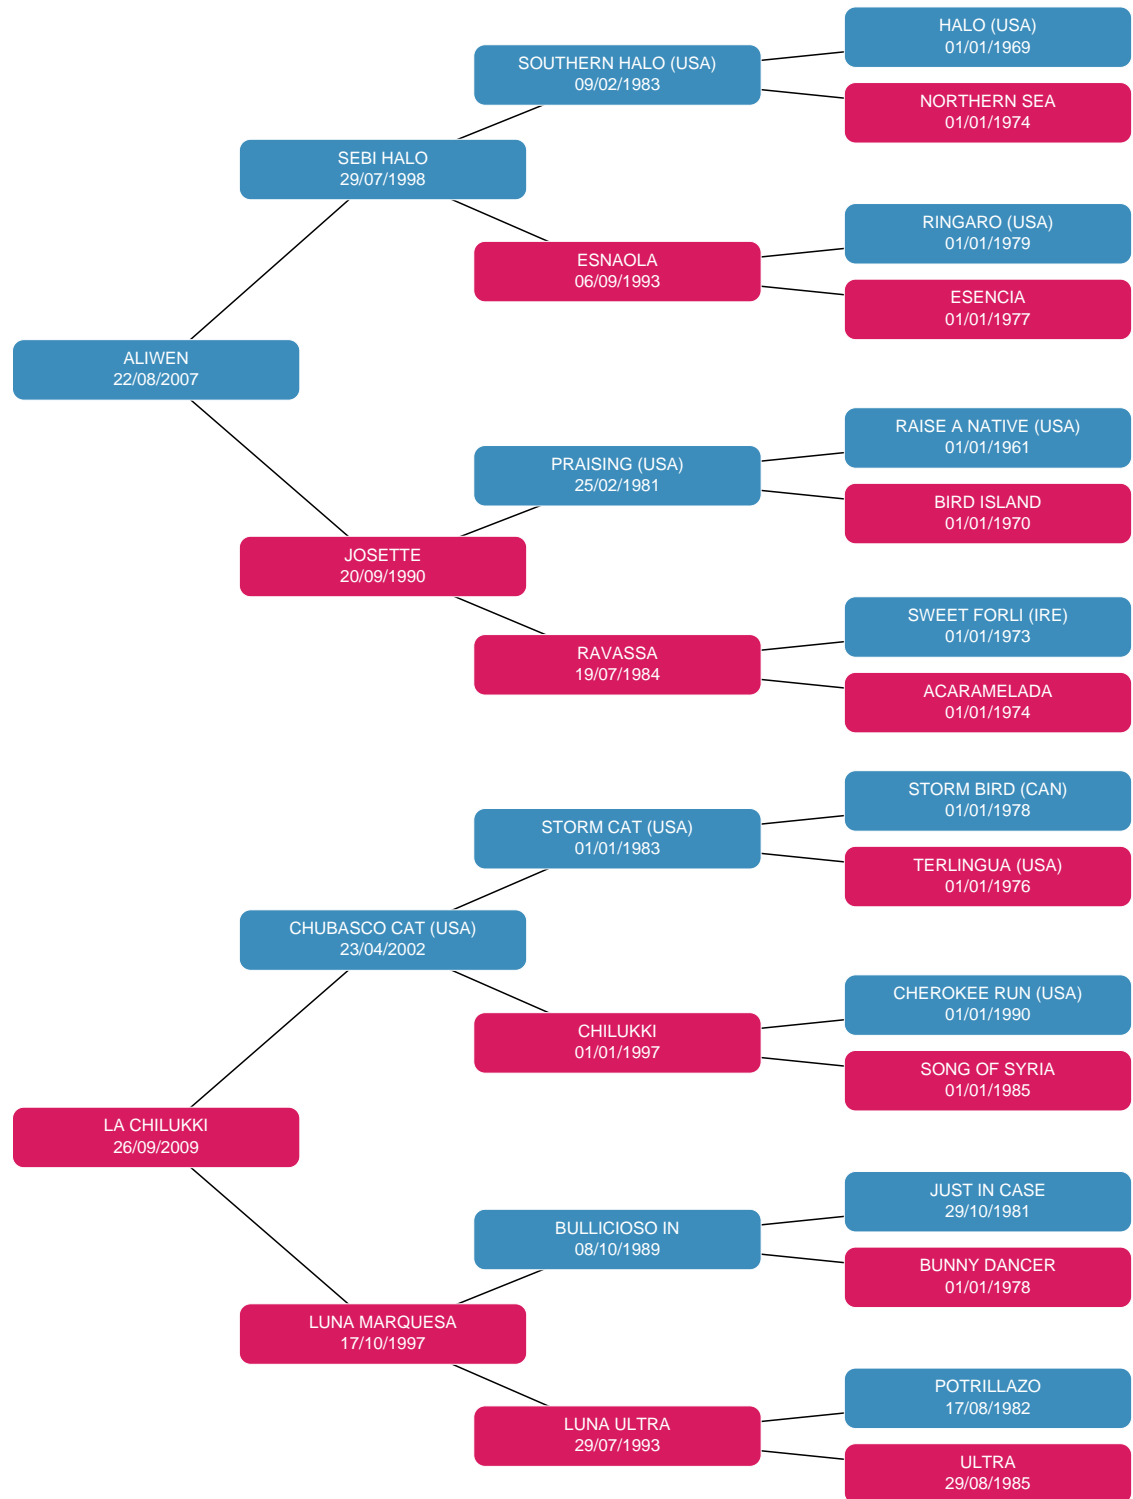 HALO (USA)
01/01/1969
SOUTHERN HALO (USA)
09/02/1983
NORTHERN SEA
01/01/1974
SEBI HALO
29/07/1998
RINGARO (USA)
01/01/1979
ESNAOLA
06/09/1993
ESENCIA
01/01/1977
ALIWEN
22/08/2007
RAISE A NATIVE (USA)
01/01/1961
PRAISING (USA)
25/02/1981
BIRD ISLAND
01/01/1970
JOSETTE
20/09/1990
SWEET FORLI (IRE)
01/01/1973
RAVASSA
19/07/1984
ACARAMELADA
01/01/1974
STORM BIRD (CAN)
01/01/1978
STORM CAT (USA)
01/01/1983
TERLINGUA (USA)
01/01/1976
CHUBASCO CAT (USA)
23/04/2002
CHEROKEE RUN (USA)
01/01/1990
CHILUKKI
01/01/1997
SONG OF SYRIA
01/01/1985
LA CHILUKKI
26/09/2009
JUST IN CASE
29/10/1981
BULLICIOSO IN
08/10/1989
BUNNY DANCER
01/01/1978
LUNA MARQUESA
17/10/1997
POTRILLAZO
17/08/1982
LUNA ULTRA
29/07/1993
ULTRA
29/08/1985